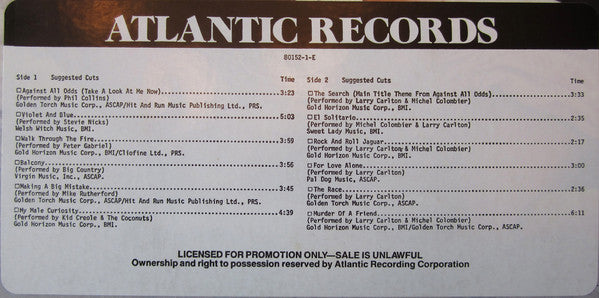 ATLANTIC RECORDS
80152-1-E
Side 1 Suggested Cuts Time
□Against All Odds (Take A Look At Me Now)..............................3:23
(Performed by Phil Collins)
Golden Torch Music Corp., ASCAP/Hit And Run Music Publishing Ltd., PRS.
□Violet And Blue..............................5:03
(Performed by Stevie Nicks)
Welsh Witch Music, BMI.
□Walk Through The Fire..............................3:59
(Performed by Peter Gabriel)
Gold Horizon Music Corp., BMI/Cliofine Ltd., PRS.
□Balcony..............................3:56
(Performed by Big Country)
Virgin Music, Inc., ASCAP.
□Making A Big Mistake..............................3:45
(Performed by Mike Rutherford)
Golden Torch Music Corp., ASCAP/Hit And Run Music Publishing Ltd., PRS.
□My Male Curiosity..............................4:39
(Performed by Kid Creole & The Coconuts)
Gold Horizon Music Corp., BMI.
Side 2 Suggested Cuts Time
□The Search (Main Title Theme From Against All Odds)..............................3:33
(Performed by Larry Carlton & Michel Colombier)
Gold Horizon Music Corp., BMI.
□El Solitario..............................2:35
(Performed by Michel Colombier & Larry Carlton)
Sweet Lady Music, BMI.
□Rock And Roll Jaguar..............................2:17
(Performed by Larry Carlton & Michel Colombier)
Gold Horizon Music Corp., BMI.
□For Love Alone..............................3:00
(Performed by Larry Carlton)
Pal Dog Music, ASCAP.
□The Race..............................2:36
(Performed by Larry Carlton)
Golden Torch Music Corp., ASCAP.
□Murder Of A Friend..............................6:11
(Performed by Larry Carlton & Michel Colombier)
Gold Horizon Music Corp., BMI/Golden Torch Music Corp., ASCAP.
LICENSED FOR PROMOTION ONLY—SALE IS UNLAWFUL
Ownership and right to possession reserved by Atlantic Recording Corporation